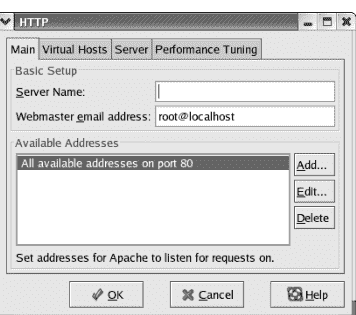 HTTP
Main Virtual Hosts Server Performance Tuning
Basic Setup
Server Name:
Webmaster email address: root@localhost
Available Addresses
All available addresses on port 80
Add...
Edit...
Delete
Set addresses for Apache to listen for requests on.
OK Cancel Help